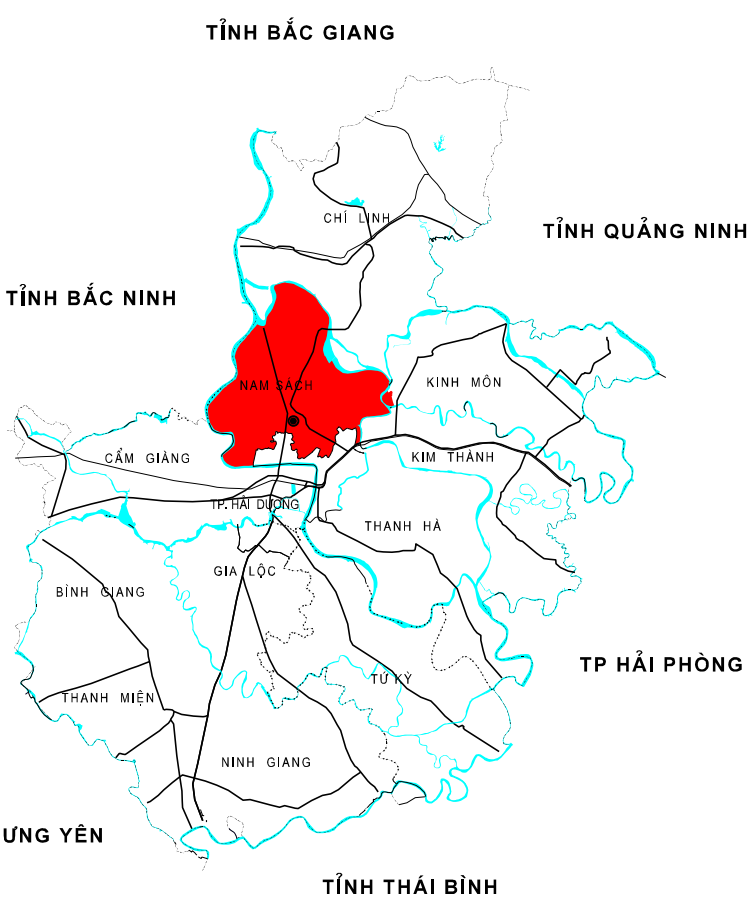 TỈNH BẮC GIANG
CHÍ LINH
TỈNH QUẢNG NINH
TỈNH BẮC NINH
NAM SÁCH
KINH MÔN
CẨM GIÀNG
KIM THÀNH
TP. HẢI DƯƠNG
THANH HÀ
GIA LỘC
BÌNH GIANG
TP HẢI PHÒNG
TỨ KỲ
THANH MIỆN
NINH GIANG
ƯNG YÊN
TỈNH THÁI BÌNH